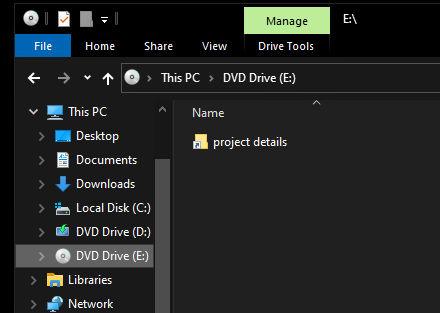 Manage E:\
File Home Share View Drive Tools
This PC > DVD Drive (E:)
Name
project details
This PC
Desktop
Documents
Downloads
Local Disk (C:)
DVD Drive (D:)
DVD Drive (E:)
Libraries
Network